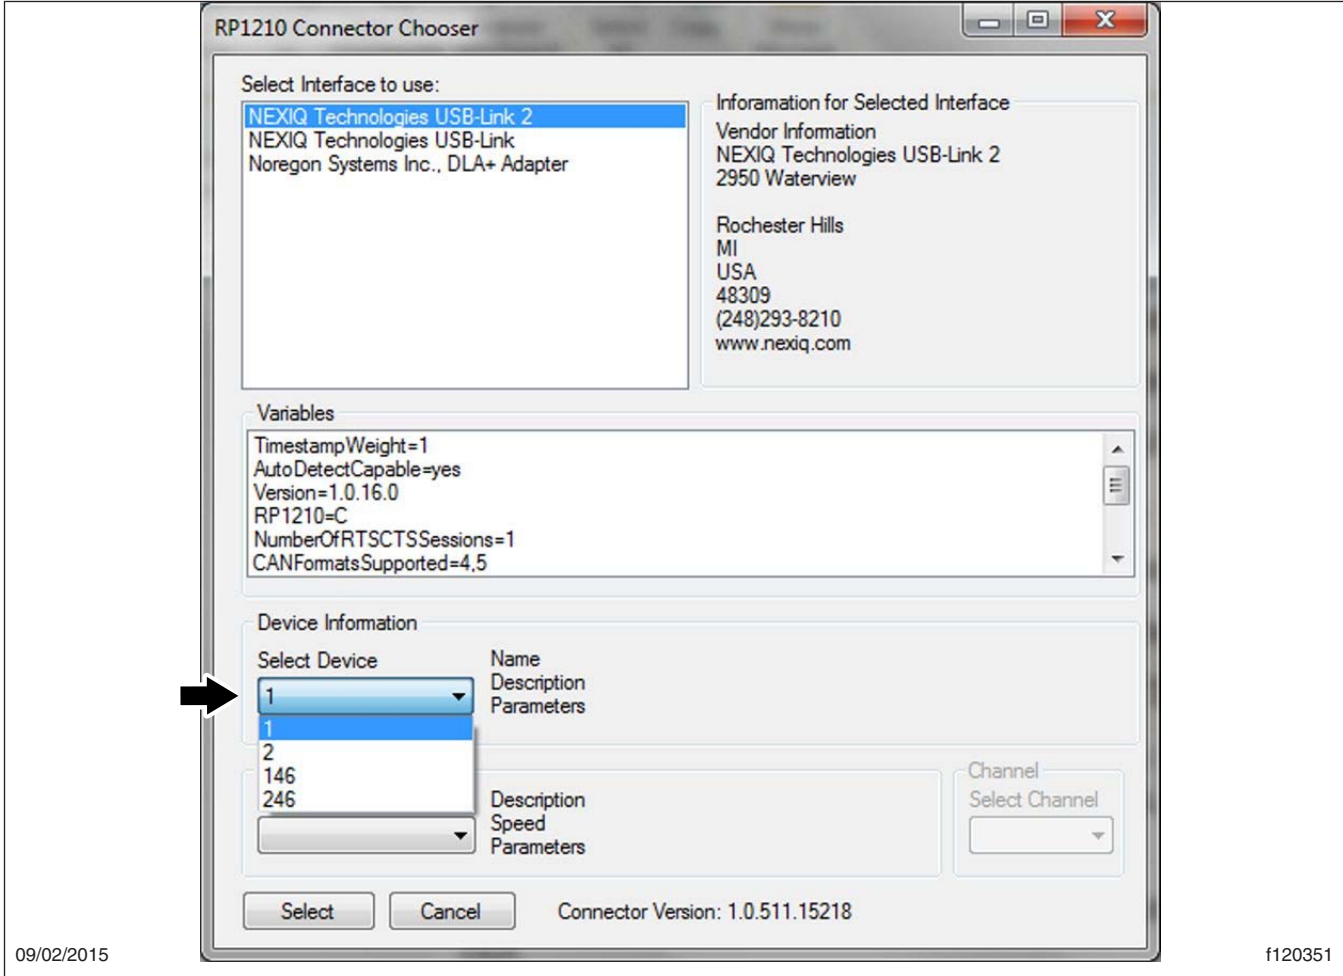 RP1210 Connector Chooser
Select Interface to use:
NEXIQ Technologies USB-Link 2
NEXIQ Technologies USB-Link
Noregon Systems Inc., DLA+ Adapter
Inforamation for Selected Interface
Vendor Information
NEXIQ Technologies USB-Link 2
2950 Waterview
Rochester Hills
MI
USA
48309
(248)293-8210
www.nexiq.com
Variables
TimestampWeight=1
AutoDetectCapable=yes
Version=1.0.16.0
RP1210=C
NumberOfRTSCTSSessions=1
CANFormatsSupported=4,5
Device Information
Select Device
1
1
2
146
246
Name
Description
Parameters
Description
Speed
Parameters
Channel
Select Channel
Select
Cancel
Connector Version: 1.0.511.15218
09/02/2015
f120351